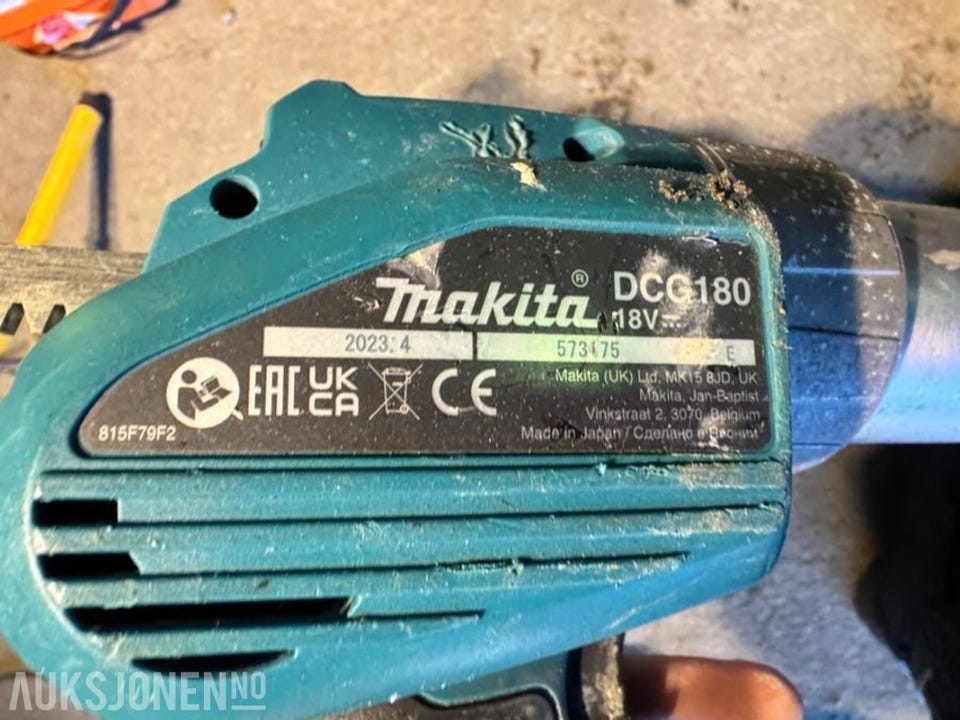 makita® DCG180
18V
2023.4 573175 E
EAC UK CA CE
Makita (UK) Ltd, MK15 8JD, UK
Makita, Jan-Baptist
Vinkstraat 2, 3070, Belgium
815F79F2
Made in Japan / Сделано в Японии
AUKSJONEN NO